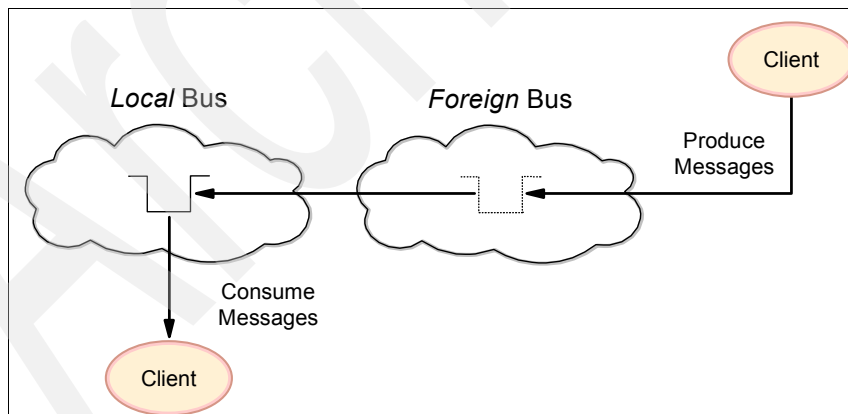 Client
Local Bus
Foreign Bus
Produce
Messages
Consume
Messages
Client